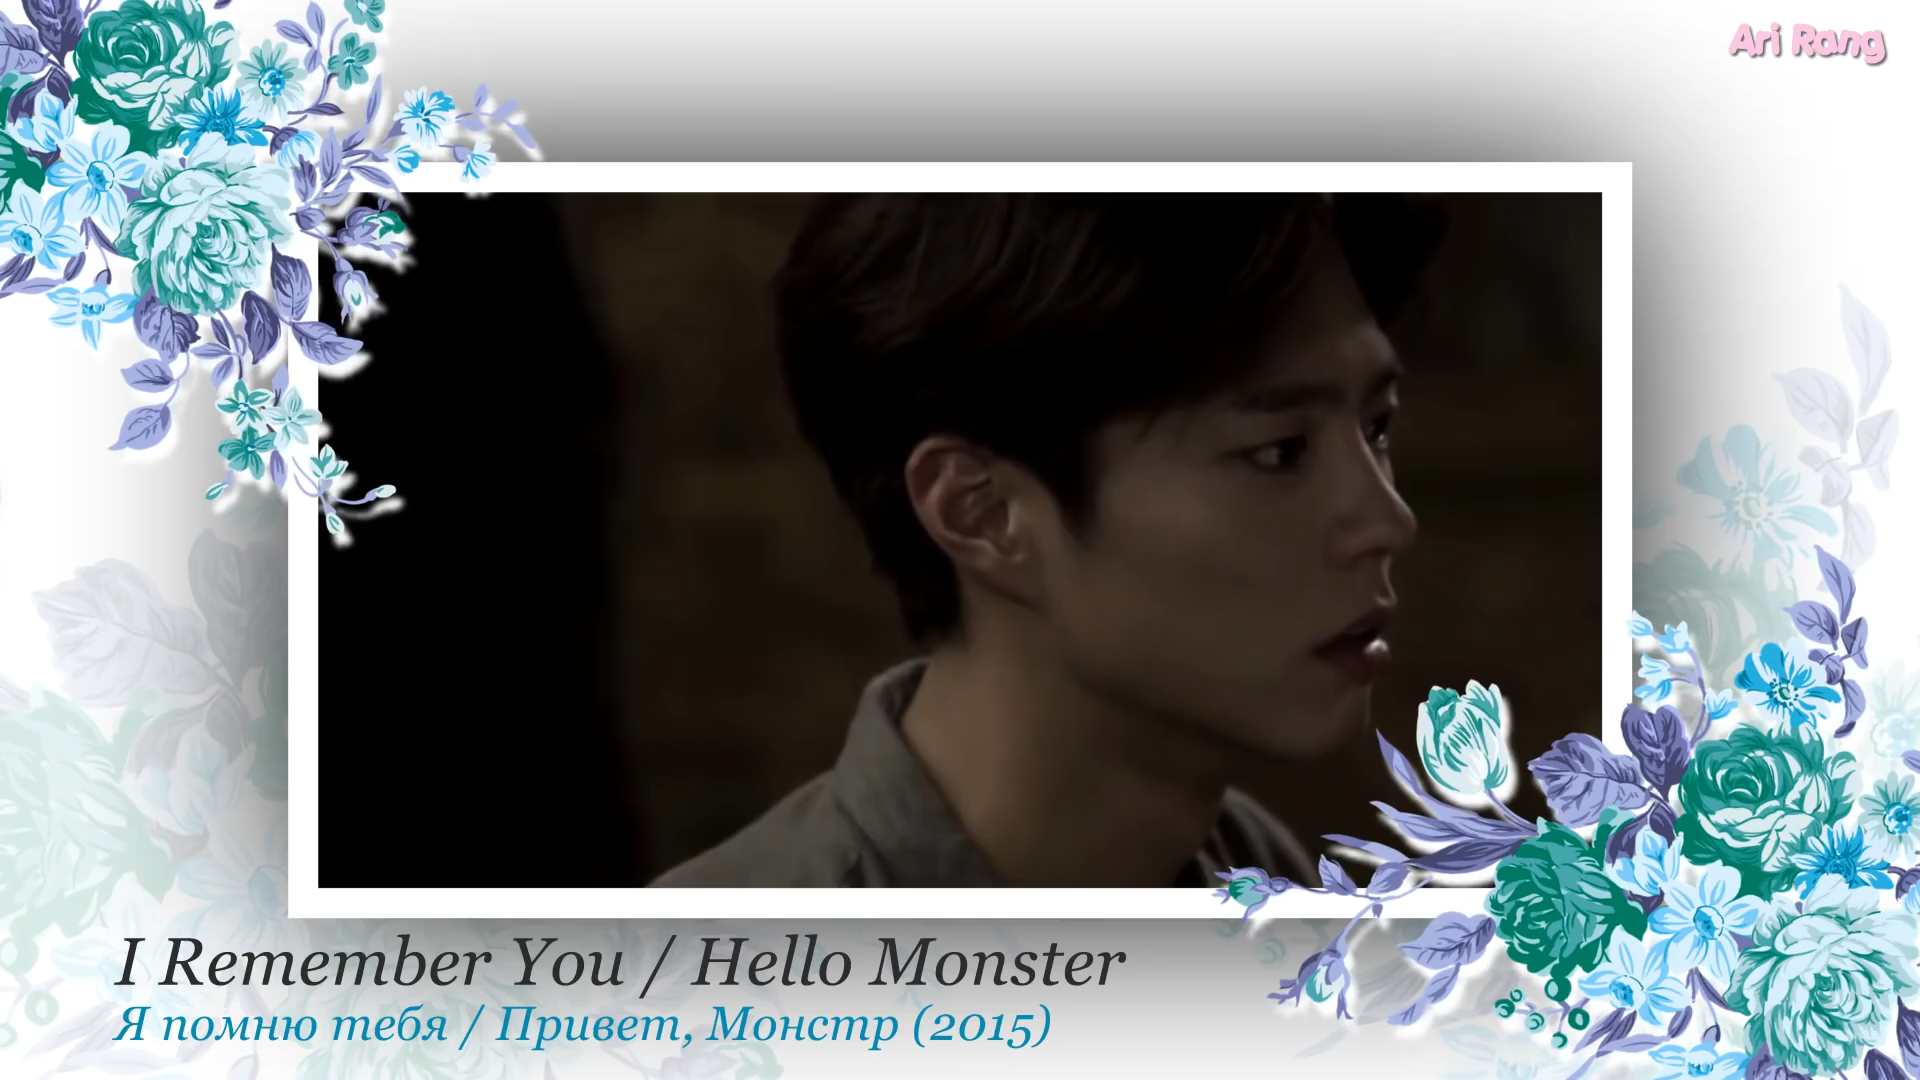 Ari Rang
I Remember You / Hello Monster
Я помню тебя / Привет, Монстр (2015)